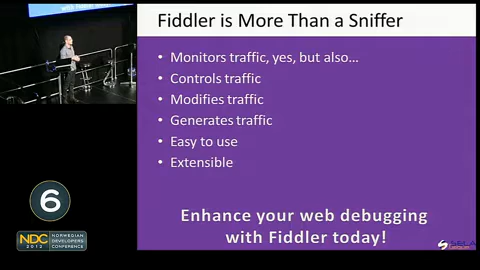 Fiddler is More Than a Sniffer
• Monitors traffic, yes, but also…
• Controls traffic
• Modifies traffic
• Generates traffic
• Easy to use
• Extensible
Enhance your web debugging
with Fiddler today!
6
NDC
2012
NORWEGIAN
DEVELOPERS
CONFERENCE
SELA